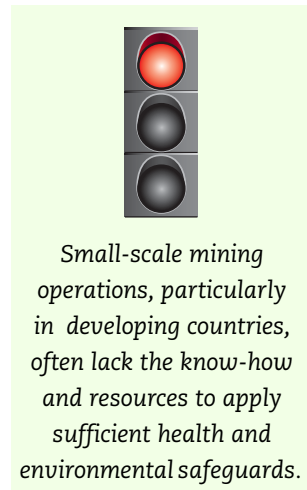 Small-scale mining
operations, particularly
in developing countries,
often lack the know-how
and resources to apply
sufficient health and
environmental safeguards.